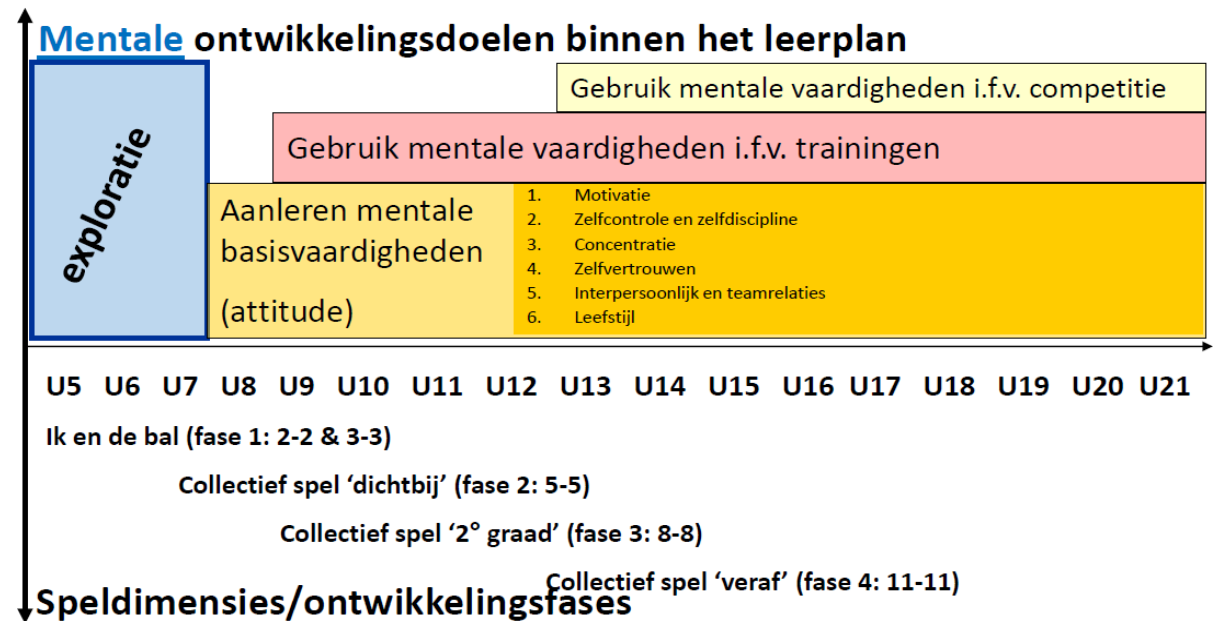 Mentale ontwikkelingsdoelen binnen het leerplan
exploratie
Gebruik mentale vaardigheden i.f.v. competitie
Gebruik mentale vaardigheden i.f.v. trainingen
Aanleren mentale
basisvaardigheden
(attitude)
1. Motivatie
2. Zelfcontrole en zelfdiscipline
3. Concentratie
4. Zelfvertrouwen
5. Interpersoonlijk en teamrelaties
6. Leefstijl
U5 U6 U7 U8 U9 U10 U11 U12 U13 U14 U15 U16 U17 U18 U19 U20 U21
Ik en de bal (fase 1: 2-2 & 3-3)
Collectief spel ‘dichtbij’ (fase 2: 5-5)
Collectief spel ‘2° graad’ (fase 3: 8-8)
Collectief spel ‘veraf’ (fase 4: 11-11)
Speldimensies/ontwikkelingsfases